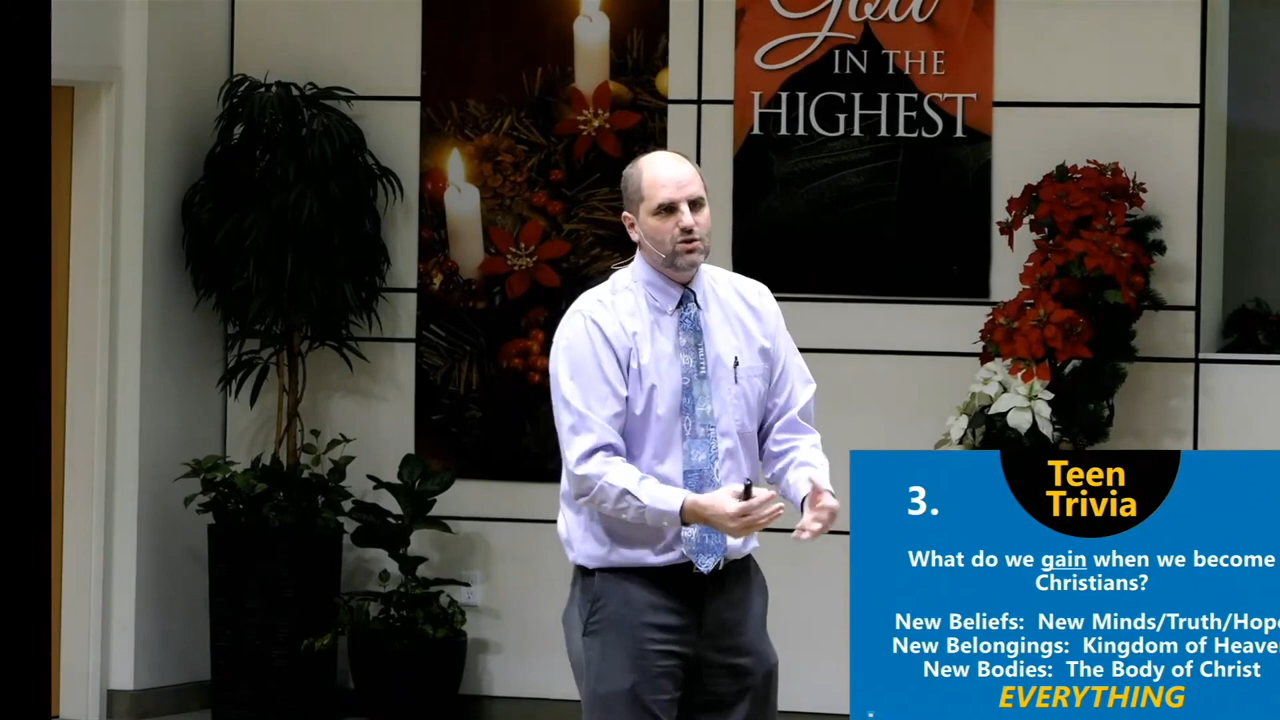 God
IN THE
HIGHEST
Teen
Trivia
3.
What do we gain when we become
Christians?
New Beliefs: New Minds/Truth/Hope
New Belongings: Kingdom of Heaven
New Bodies: The Body of Christ
EVERYTHING